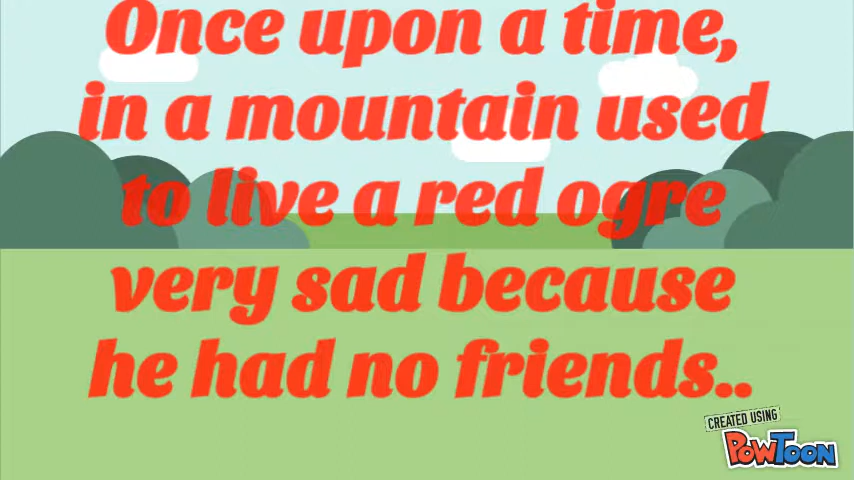 Once upon a time,
in a mountain used
to live a red ogre
very sad because
he had no friends..
CREATED USING
POWTOON